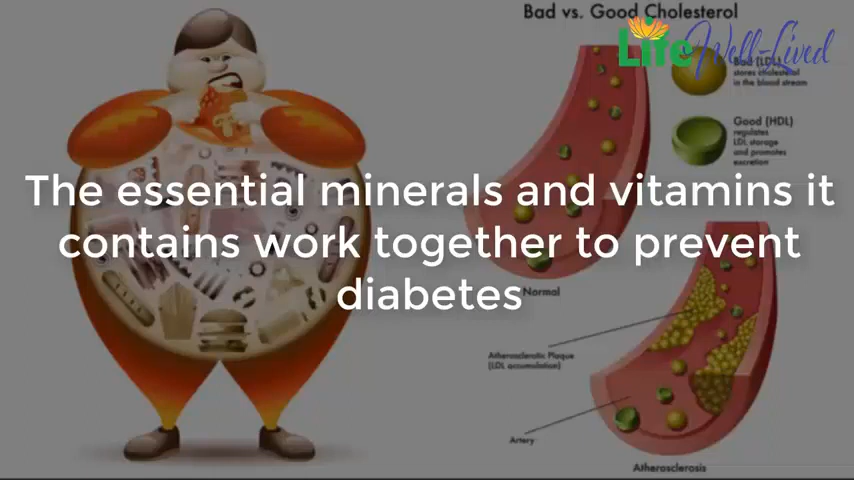 Bad vs. Good Cholesterol
Life Well-Lived
Bad (LDL)
stores cholesterol
in the blood stream
Good (HDL)
regulates
LDL storage
and promotes
excretion
The essential minerals and vitamins it
contains work together to prevent
diabetes
Normal
Atherosclerotic Plaque
(LDL accumulation)
Artery
Atherosclerosis